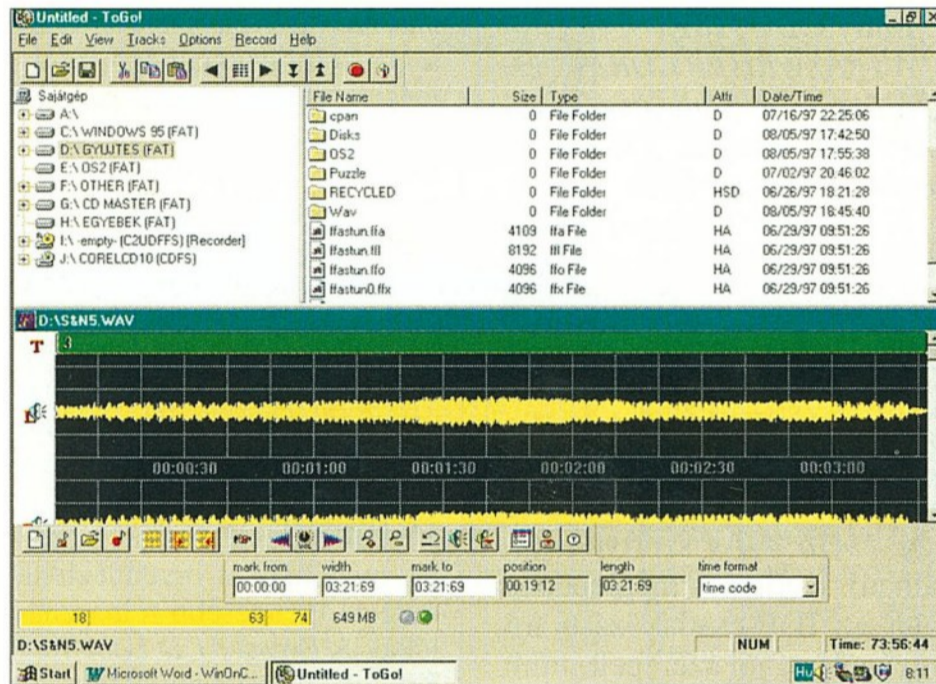 Untitled - ToGo!
File Edit View Tracks Options Record Help
Sajátgép
A:\
C:\ WINDOWS 95 (FAT)
D:\ GYUJTES (FAT)
E:\ OS2 (FAT)
F:\ OTHER (FAT)
G:\ CD MASTER (FAT)
H:\ EGYEBEK (FAT)
I:\ -empty- (C2UDFFS) [Recorder]
J:\ CORELCD10 (CDFS)
File Name Size Type Attr Date/Time
cpan 0 File Folder D 07/16/97 22:25:06
Disks 0 File Folder D 08/05/97 17:42:50
OS2 0 File Folder D 08/05/97 17:55:38
Puzzle 0 File Folder D 07/02/97 20:46:02
RECYCLED 0 File Folder HSD 06/26/97 18:21:28
Wav 0 File Folder D 08/05/97 18:45:40
ffastun.ffa 4109 ffa File HA 06/29/97 09:51:26
ffastun.ffl 8192 ffl File HA 06/29/97 09:51:26
ffastun.ffo 4096 ffo File HA 06/29/97 09:51:26
ffastun0.ffx 4096 ffx File HA 06/29/97 09:51:26
D:\S&N5.WAV
T 3
L
00:00:30 00:01:00 00:01:30 00:02:00 00:02:30 00:03:00
mark from width mark to position length time format
00:00:00 03:21:69 03:21:69 00:19:12 03:21:69 time code
18 63 74 649 MB
D:\S&N5.WAV NUM Time: 73:56:44
Start Microsoft Word - WinOnC... Untitled - ToGo! Hu 8:11